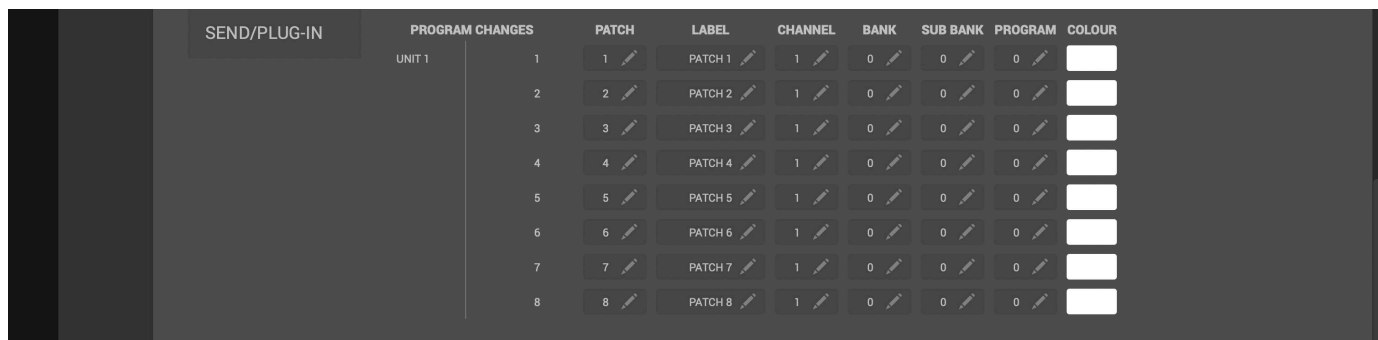 SEND/PLUG-IN PROGRAM CHANGES PATCH LABEL CHANNEL BANK SUB BANK PROGRAM COLOUR
UNIT 1 1 1 PATCH 1 1 0 0 0
2 2 PATCH 2 1 0 0 0
3 3 PATCH 3 1 0 0 0
4 4 PATCH 4 1 0 0 0
5 5 PATCH 5 1 0 0 0
6 6 PATCH 6 1 0 0 0
7 7 PATCH 7 1 0 0 0
8 8 PATCH 8 1 0 0 0